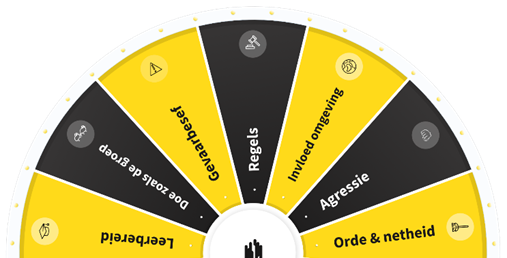 Leerbereid
Doe zoals de groep
Gevaarbesef
Regels
Invloed omgeving
Agressie
Orde & netheid